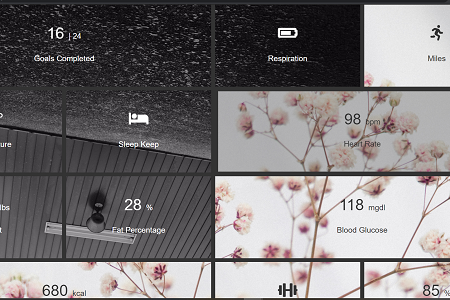 16 | 24
Goals Completed
Respiration
Miles
ure
Sleep Keep
98 bpm
Heart Rate
lbs
t
28 %
Fat Percentage
118 mgdl
Blood Glucose
680 kcal
85 %